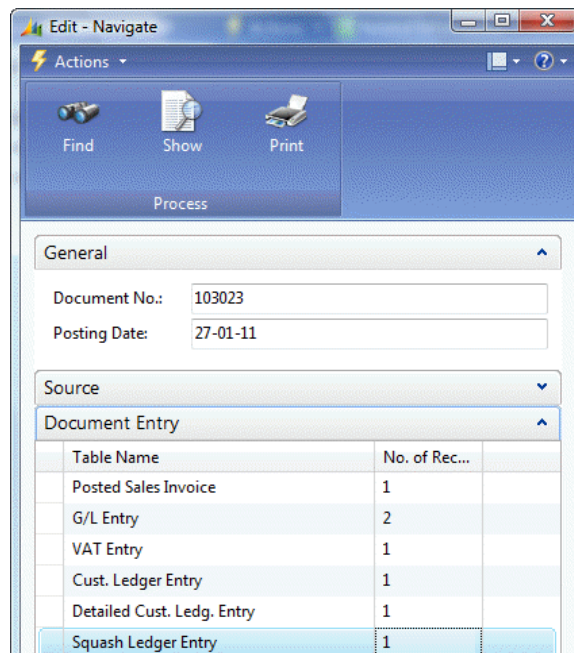 Edit - Navigate
Actions
Find Show Print
Process
General
Document No.: 103023
Posting Date: 27-01-11
Source
Document Entry
Table Name No. of Rec...
Posted Sales Invoice 1
G/L Entry 2
VAT Entry 1
Cust. Ledger Entry 1
Detailed Cust. Ledg. Entry 1
Squash Ledger Entry 1